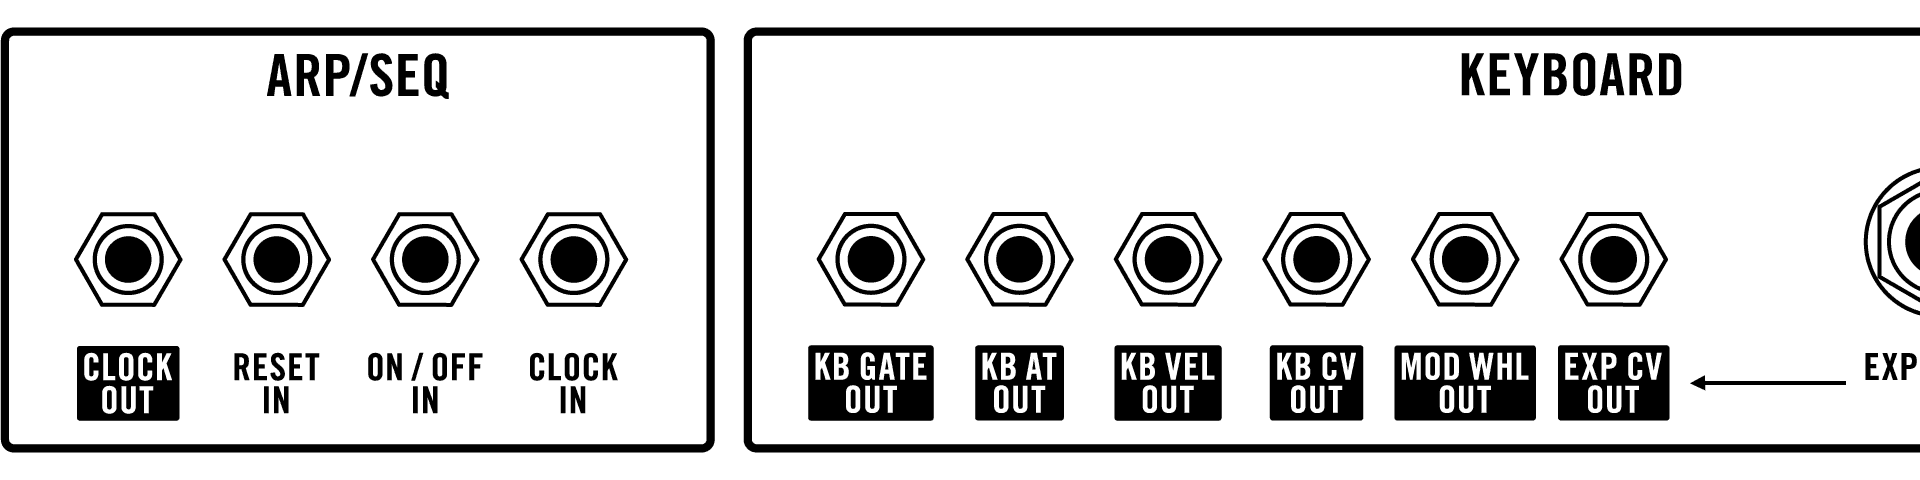 ARP/SEQ
CLOCK
OUT
RESET
IN
ON / OFF
IN
CLOCK
IN
KEYBOARD
KB GATE
OUT
KB AT
OUT
KB VEL
OUT
KB CV
OUT
MOD WHL
OUT
EXP CV
OUT
EXP